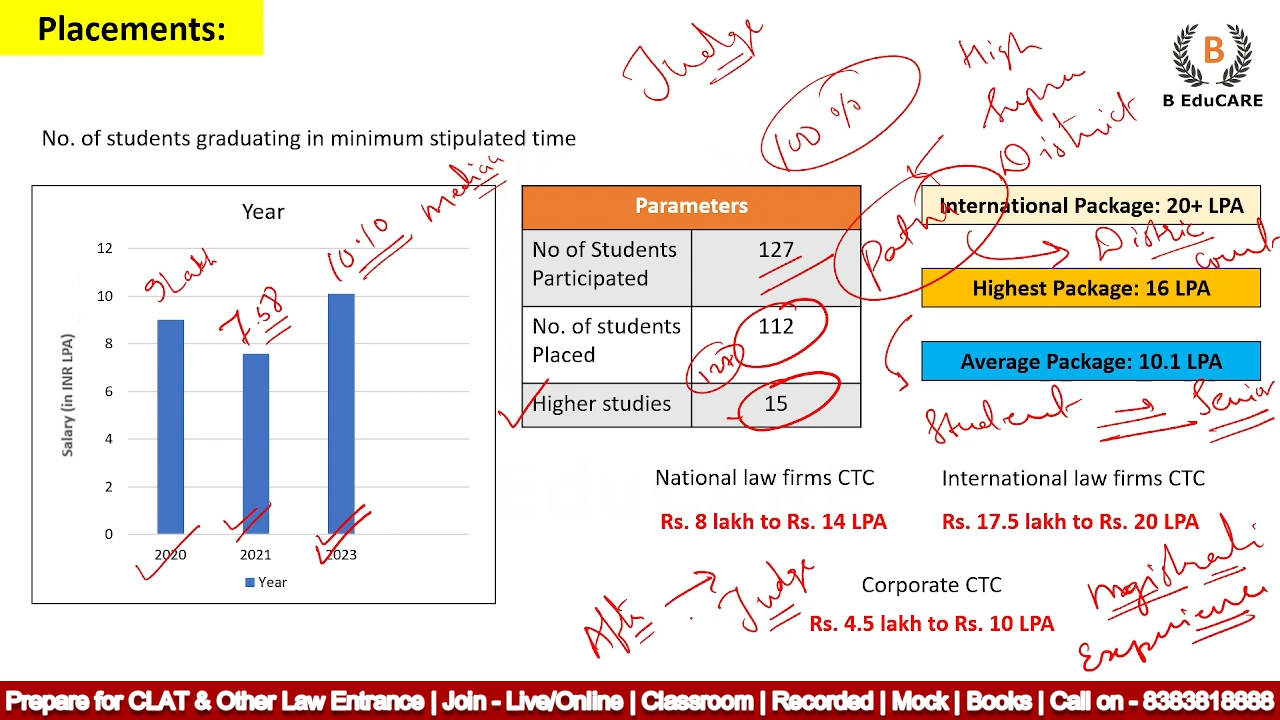 Placements:
B
B EduCARE
No. of students graduating in minimum stipulated time
Judge
100 %
High
Supre
District
Year
Salary (in INR LPA)
12
10
8
6
4
2
0
2020
2021
2023
Year
9 Lakh
7.58
10.10 median
Parameters
No of Students Participated
127
No. of students Placed
112
127
Higher studies
15
International Package: 20+ LPA
District court
Highest Package: 16 LPA
Average Package: 10.1 LPA
Student
Senior
National law firms CTC
Rs. 8 lakh to Rs. 14 LPA
International law firms CTC
Rs. 17.5 lakh to Rs. 20 LPA
Corporate CTC
Rs. 4.5 lakh to Rs. 10 LPA
Judge
Experience
Prepare for CLAT & Other Law Entrance | Join - Live/Online | Classroom | Recorded | Mock | Books | Call on - 8383818888